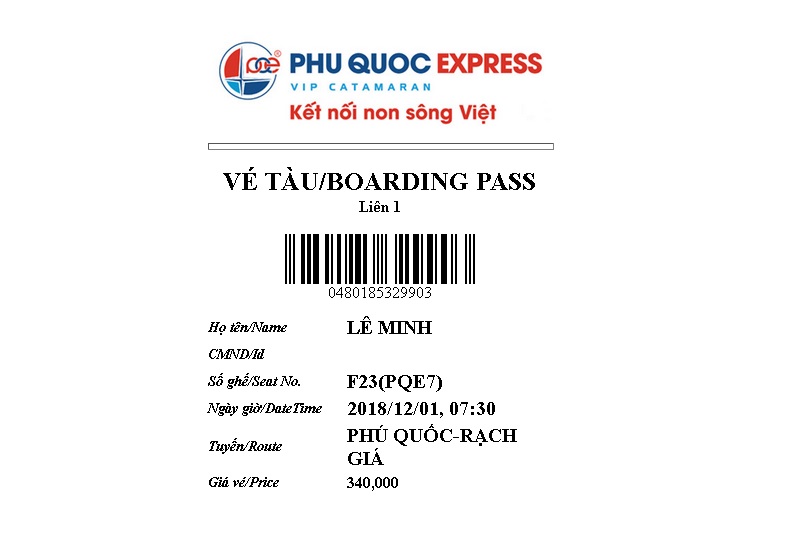 pqe®
PHU QUOC EXPRESS
VIP CATAMARAN
Kết nối non sông Việt
VÉ TÀU/BOARDING PASS
Liên 1
0480185329903
Họ tên/Name LÊ MINH
CMND/Id
Số ghế/Seat No. F23(PQE7)
Ngày giờ/DateTime 2018/12/01, 07:30
Tuyến/Route PHÚ QUỐC-RẠCH
GIÁ
Giá vé/Price 340,000